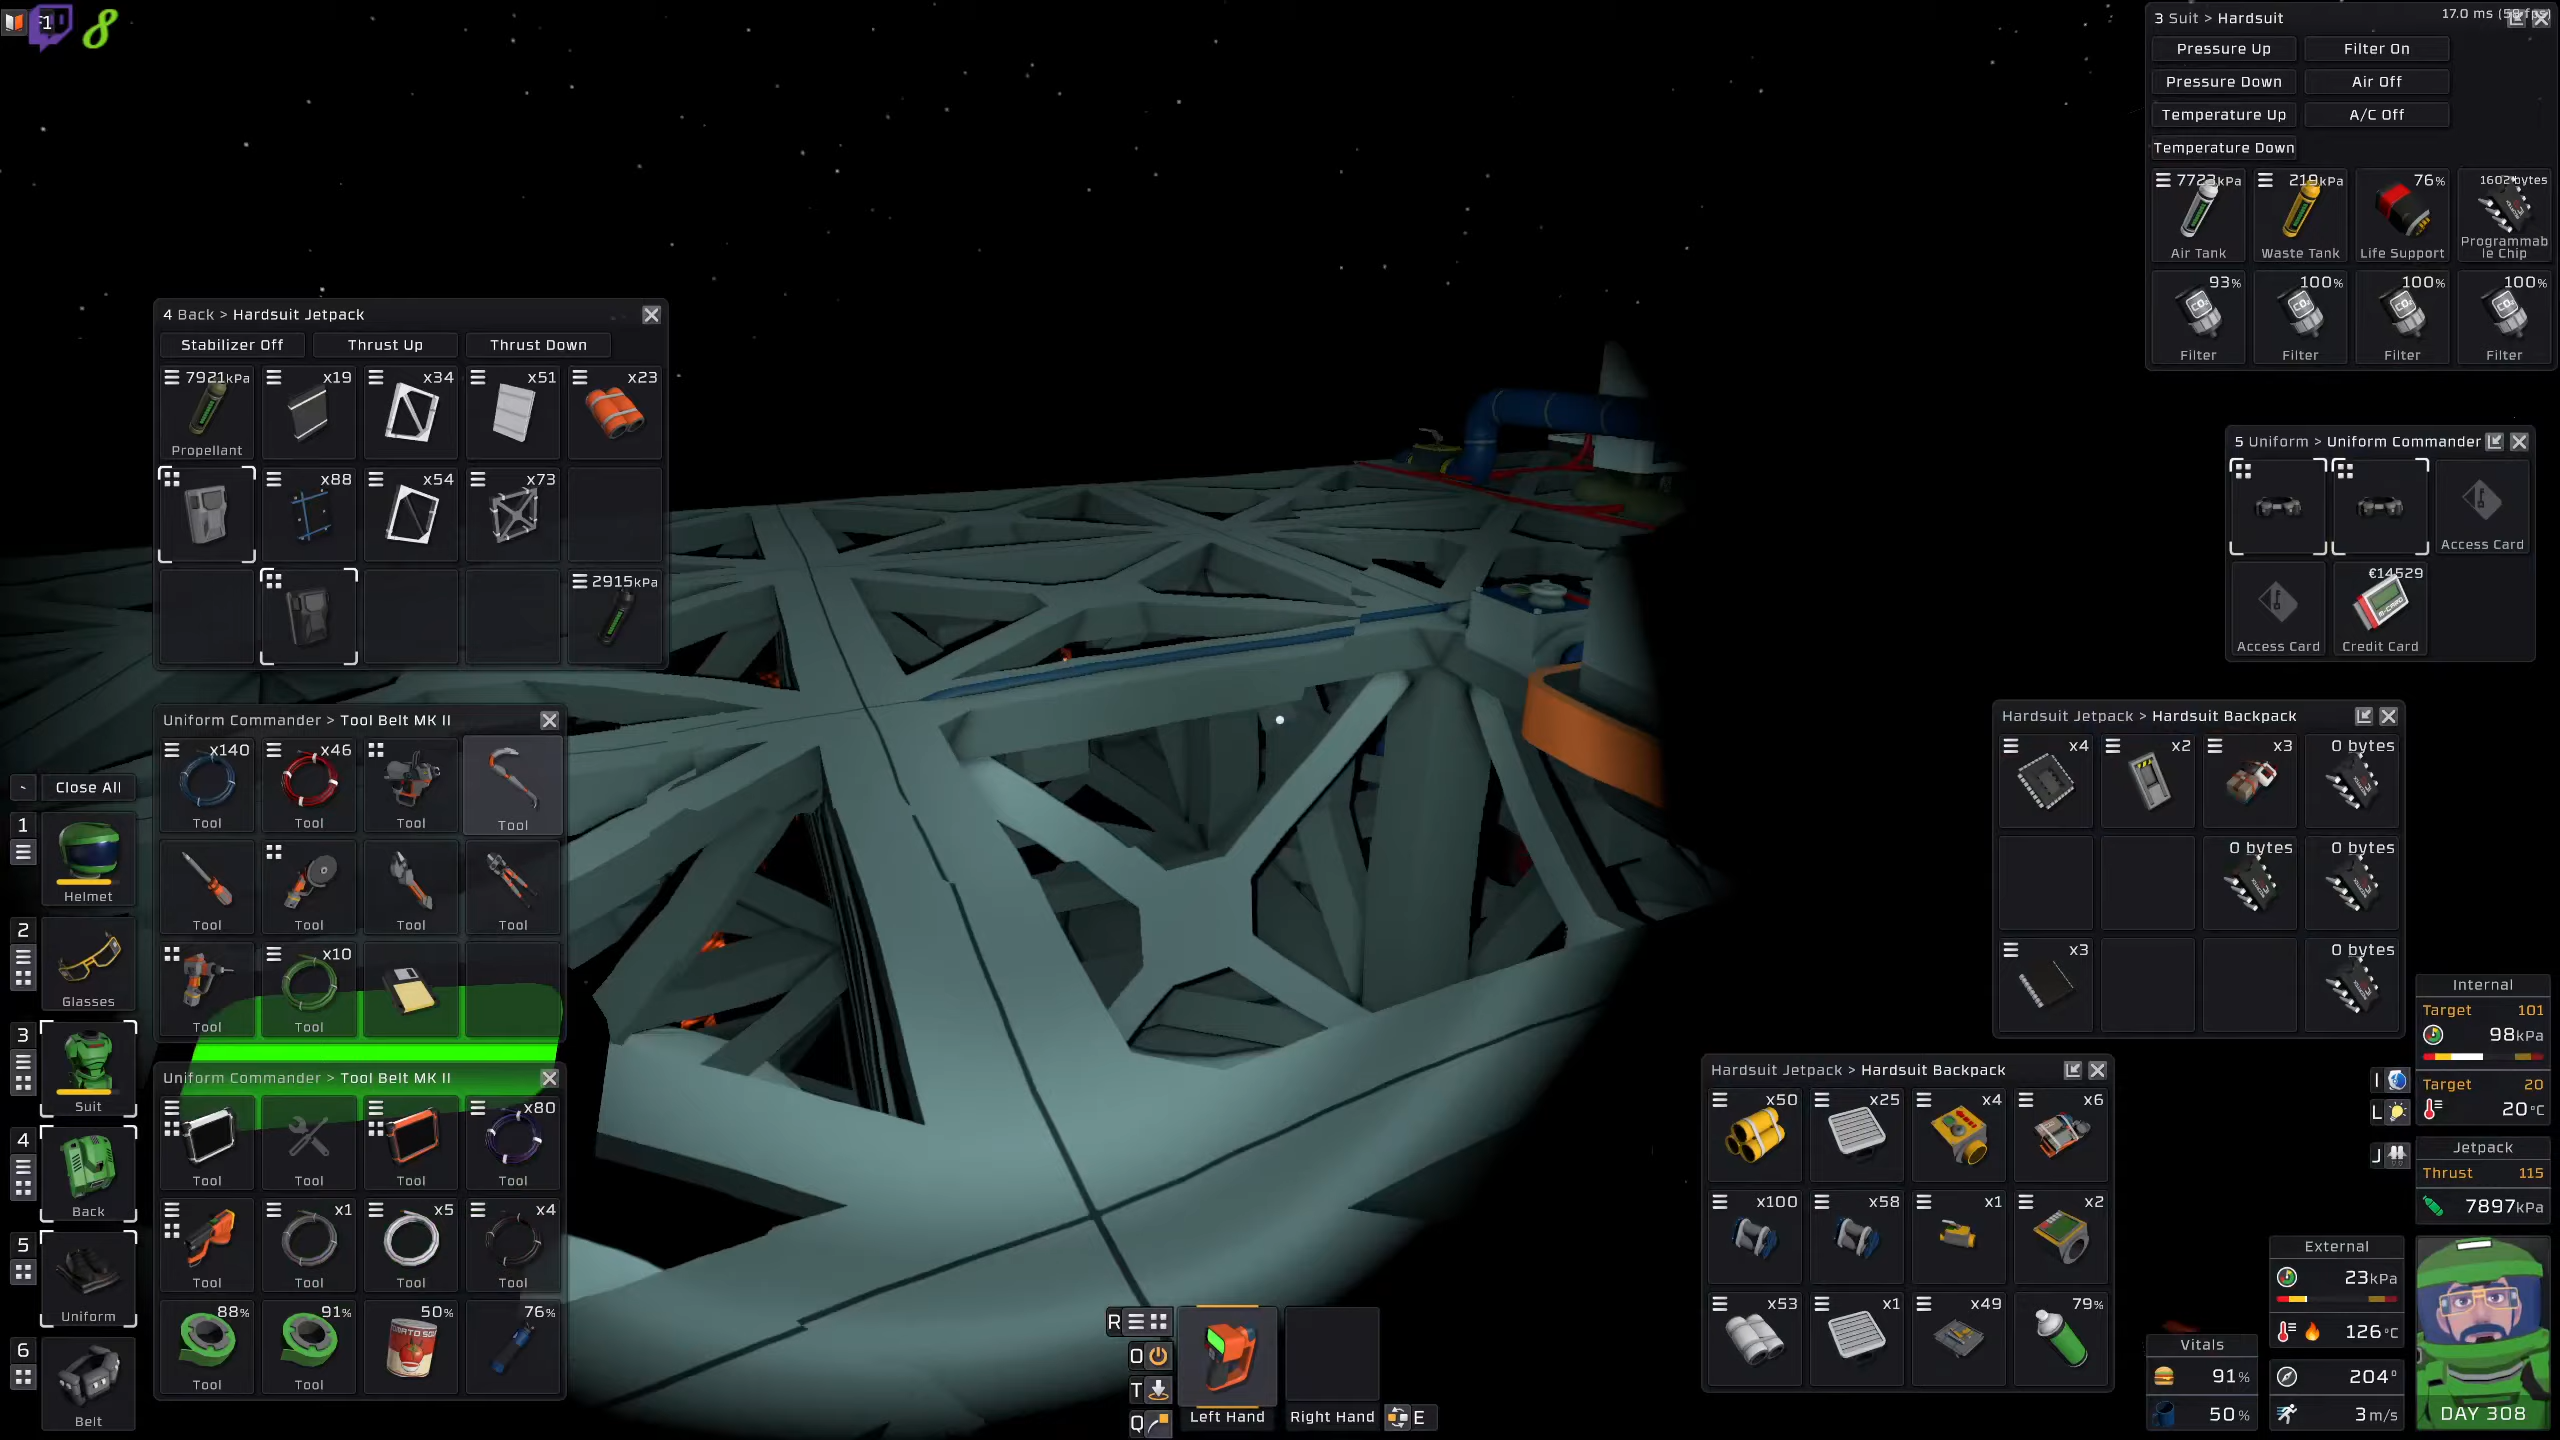 F1
8
17.0 ms (58 fps)
3 Suit > Hardsuit
Pressure Up
Filter On
Pressure Down
Air Off
Temperature Up
A/C Off
Temperature Down
7723kPa
219kPa
76%
1602 bytes
Air Tank
Waste Tank
Life Support
Programmab
le Chip
93%
100%
100%
100%
Filter
Filter
Filter
Filter
4 Back > Hardsuit Jetpack
Stabilizer Off
Thrust Up
Thrust Down
7921kPa
x19
x34
x51
x23
Propellant
x88
x54
x73
2915kPa
5 Uniform > Uniform Commander
Access Card
€14529
Access Card
Credit Card
Uniform Commander > Tool Belt MK II
x140
x46
Tool
Tool
Tool
Tool
Tool
Tool
Tool
Tool
x10
Tool
Tool
Tool
Uniform Commander > Tool Belt MK II
x80
Tool
Tool
Tool
Tool
x1
x5
x4
Tool
Tool
Tool
Tool
88%
91%
50%
76%
Tool
Tool
Tool
Tool
~
Close All
1
Helmet
2
Glasses
3
Suit
4
Back
5
Uniform
6
Belt
Hardsuit Jetpack > Hardsuit Backpack
x4
x2
x3
0 bytes
0 bytes
0 bytes
x3
0 bytes
Hardsuit Jetpack > Hardsuit Backpack
x50
x25
x4
x6
x100
x58
x1
x2
x53
x1
x49
79%
R
O
T
Q
Left Hand
Right Hand
E
Internal
Target 101
98kPa
Target 20
20°C
I
L
J
Jetpack
Thrust 115
7897kPa
External
23kPa
126°C
204°
3m/s
Vitals
91%
50%
DAY 308